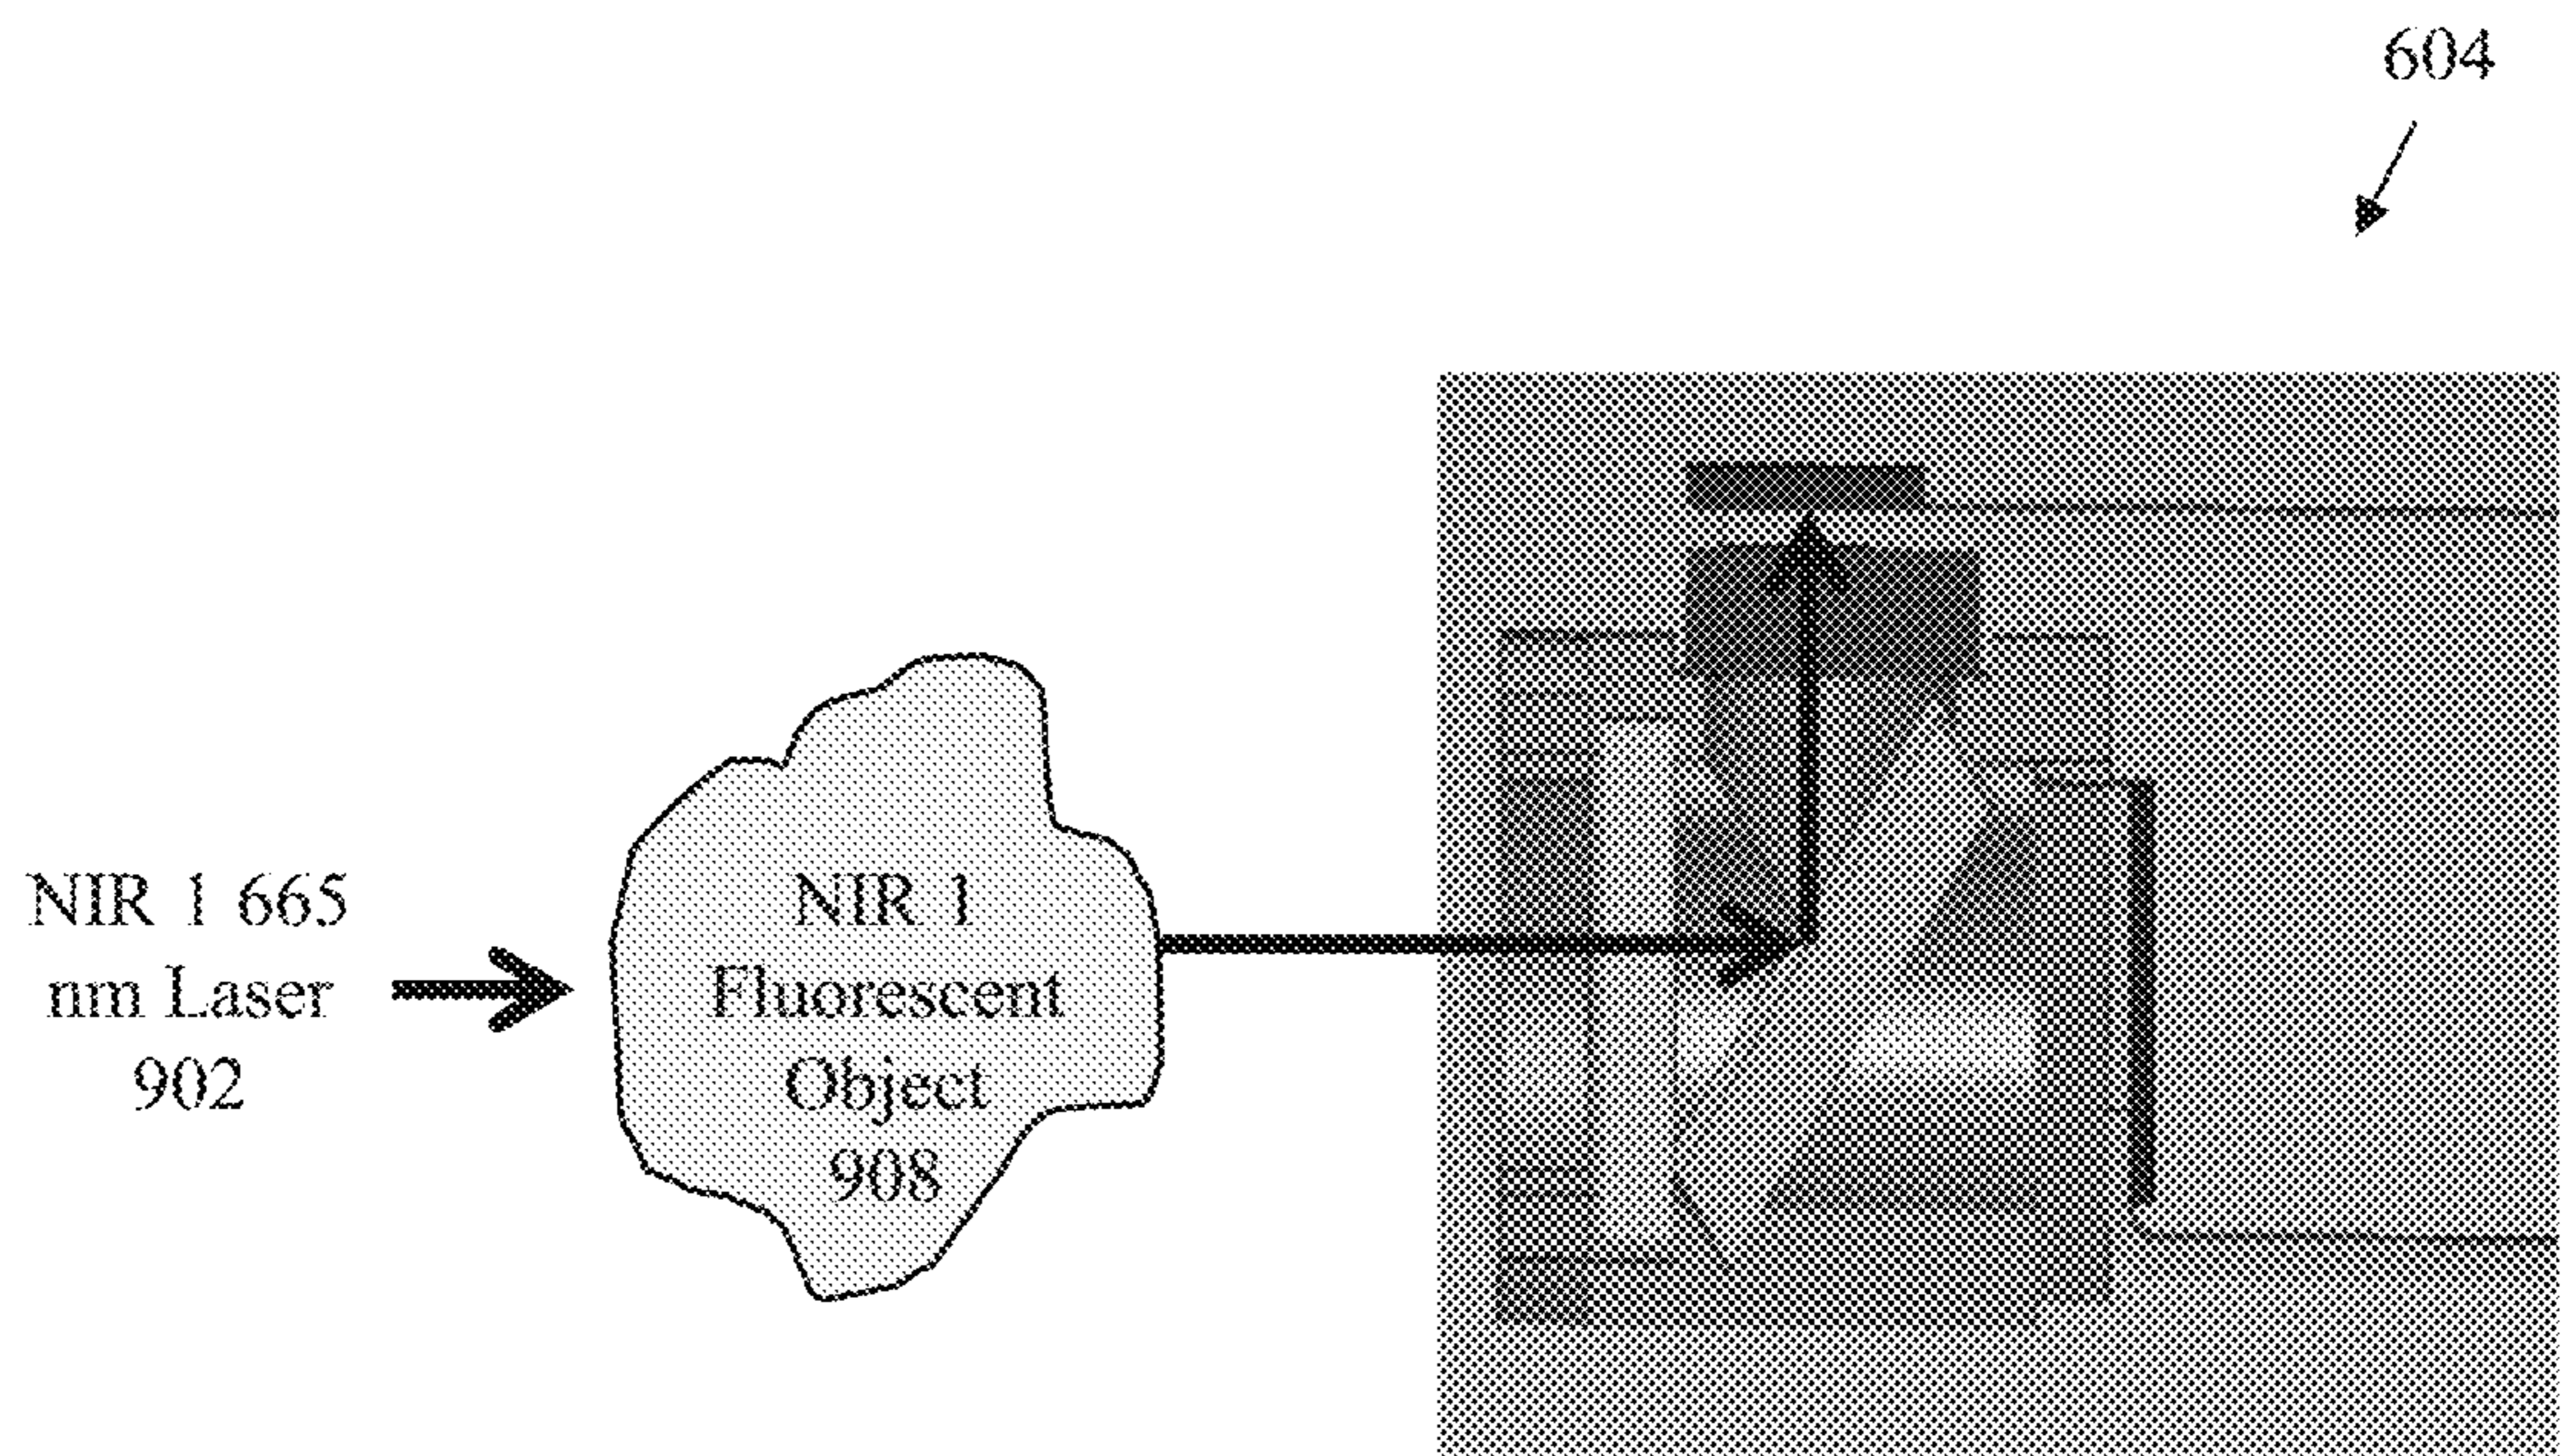 604
NIR 1 665
nm Laser
902
NIR 1
Fluorescent
Object
908